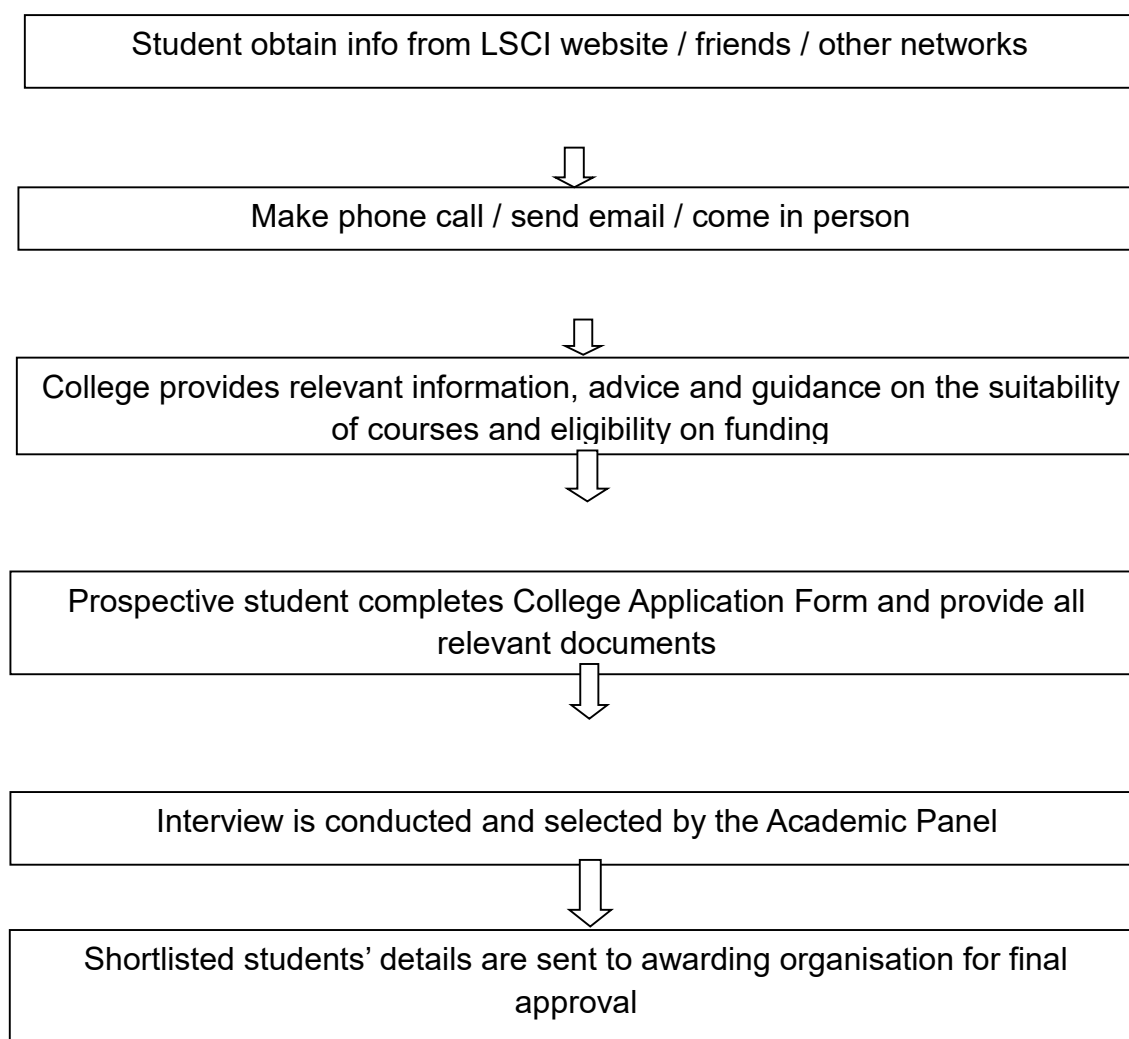 Student obtain info from LSCI website / friends / other networks
Make phone call / send email / come in person
College provides relevant information, advice and guidance on the suitability
of courses and eligibility on funding
Prospective student completes College Application Form and provide all
relevant documents
Interview is conducted and selected by the Academic Panel
Shortlisted students’ details are sent to awarding organisation for final
approval